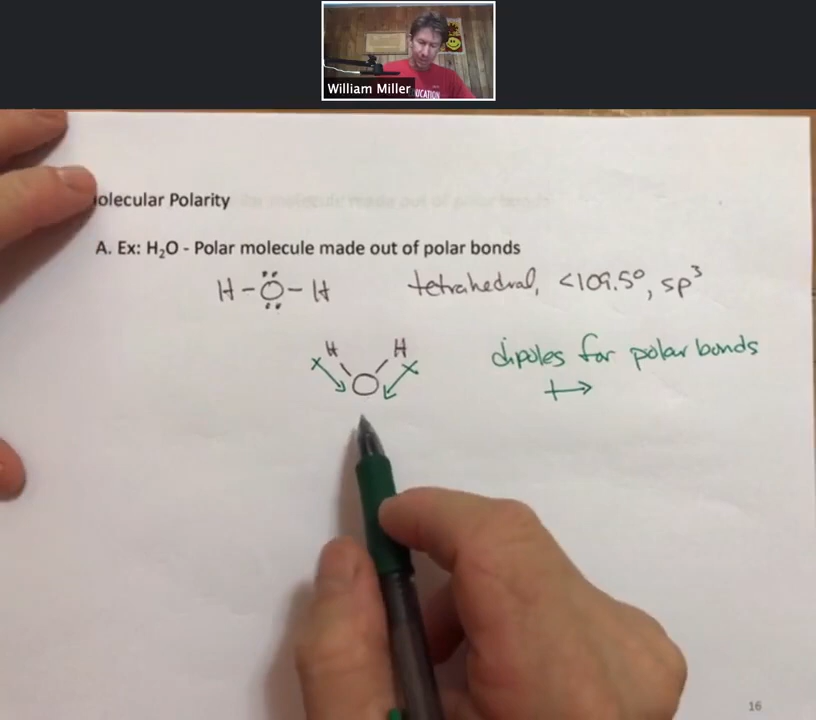 William Miller
UCATION
olecular Polarity
A. Ex: H₂O - Polar molecule made out of polar bonds
H-Ö-H tetrahedral, <109.5°, sp³
H H
O
dipoles for polar bonds
16